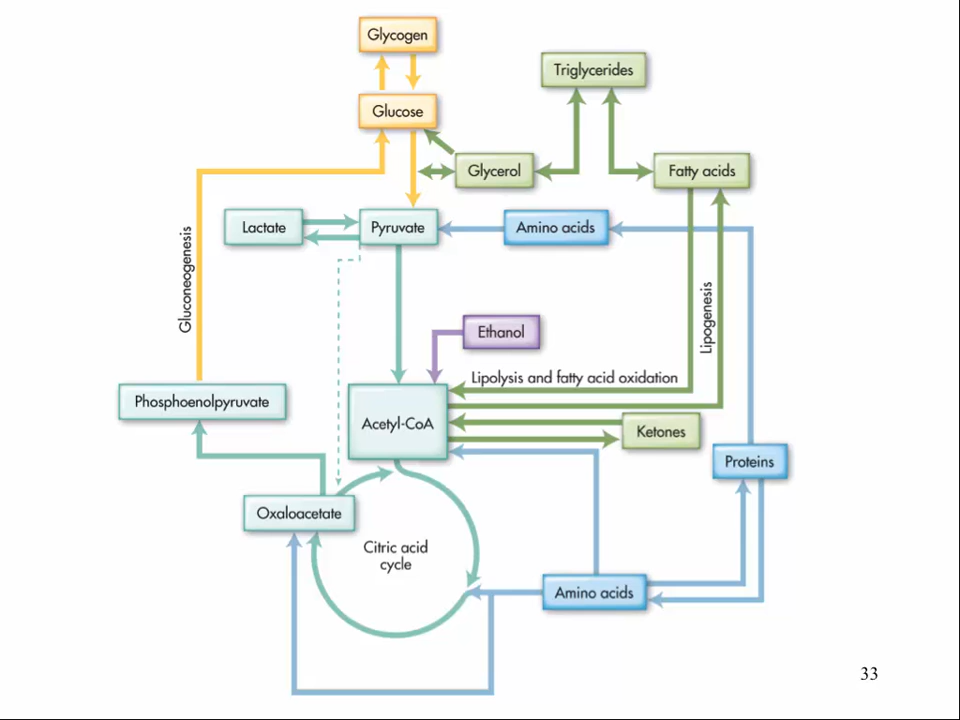 Glycogen
Triglycerides
Glucose
Glycerol
Fatty acids
Lactate
Pyruvate
Amino acids
Gluconeogenesis
Lipogenesis
Ethanol
Lipolysis and fatty acid oxidation
Phosphoenolpyruvate
Acetyl-CoA
Ketones
Proteins
Oxaloacetate
Citric acid
cycle
Amino acids
33